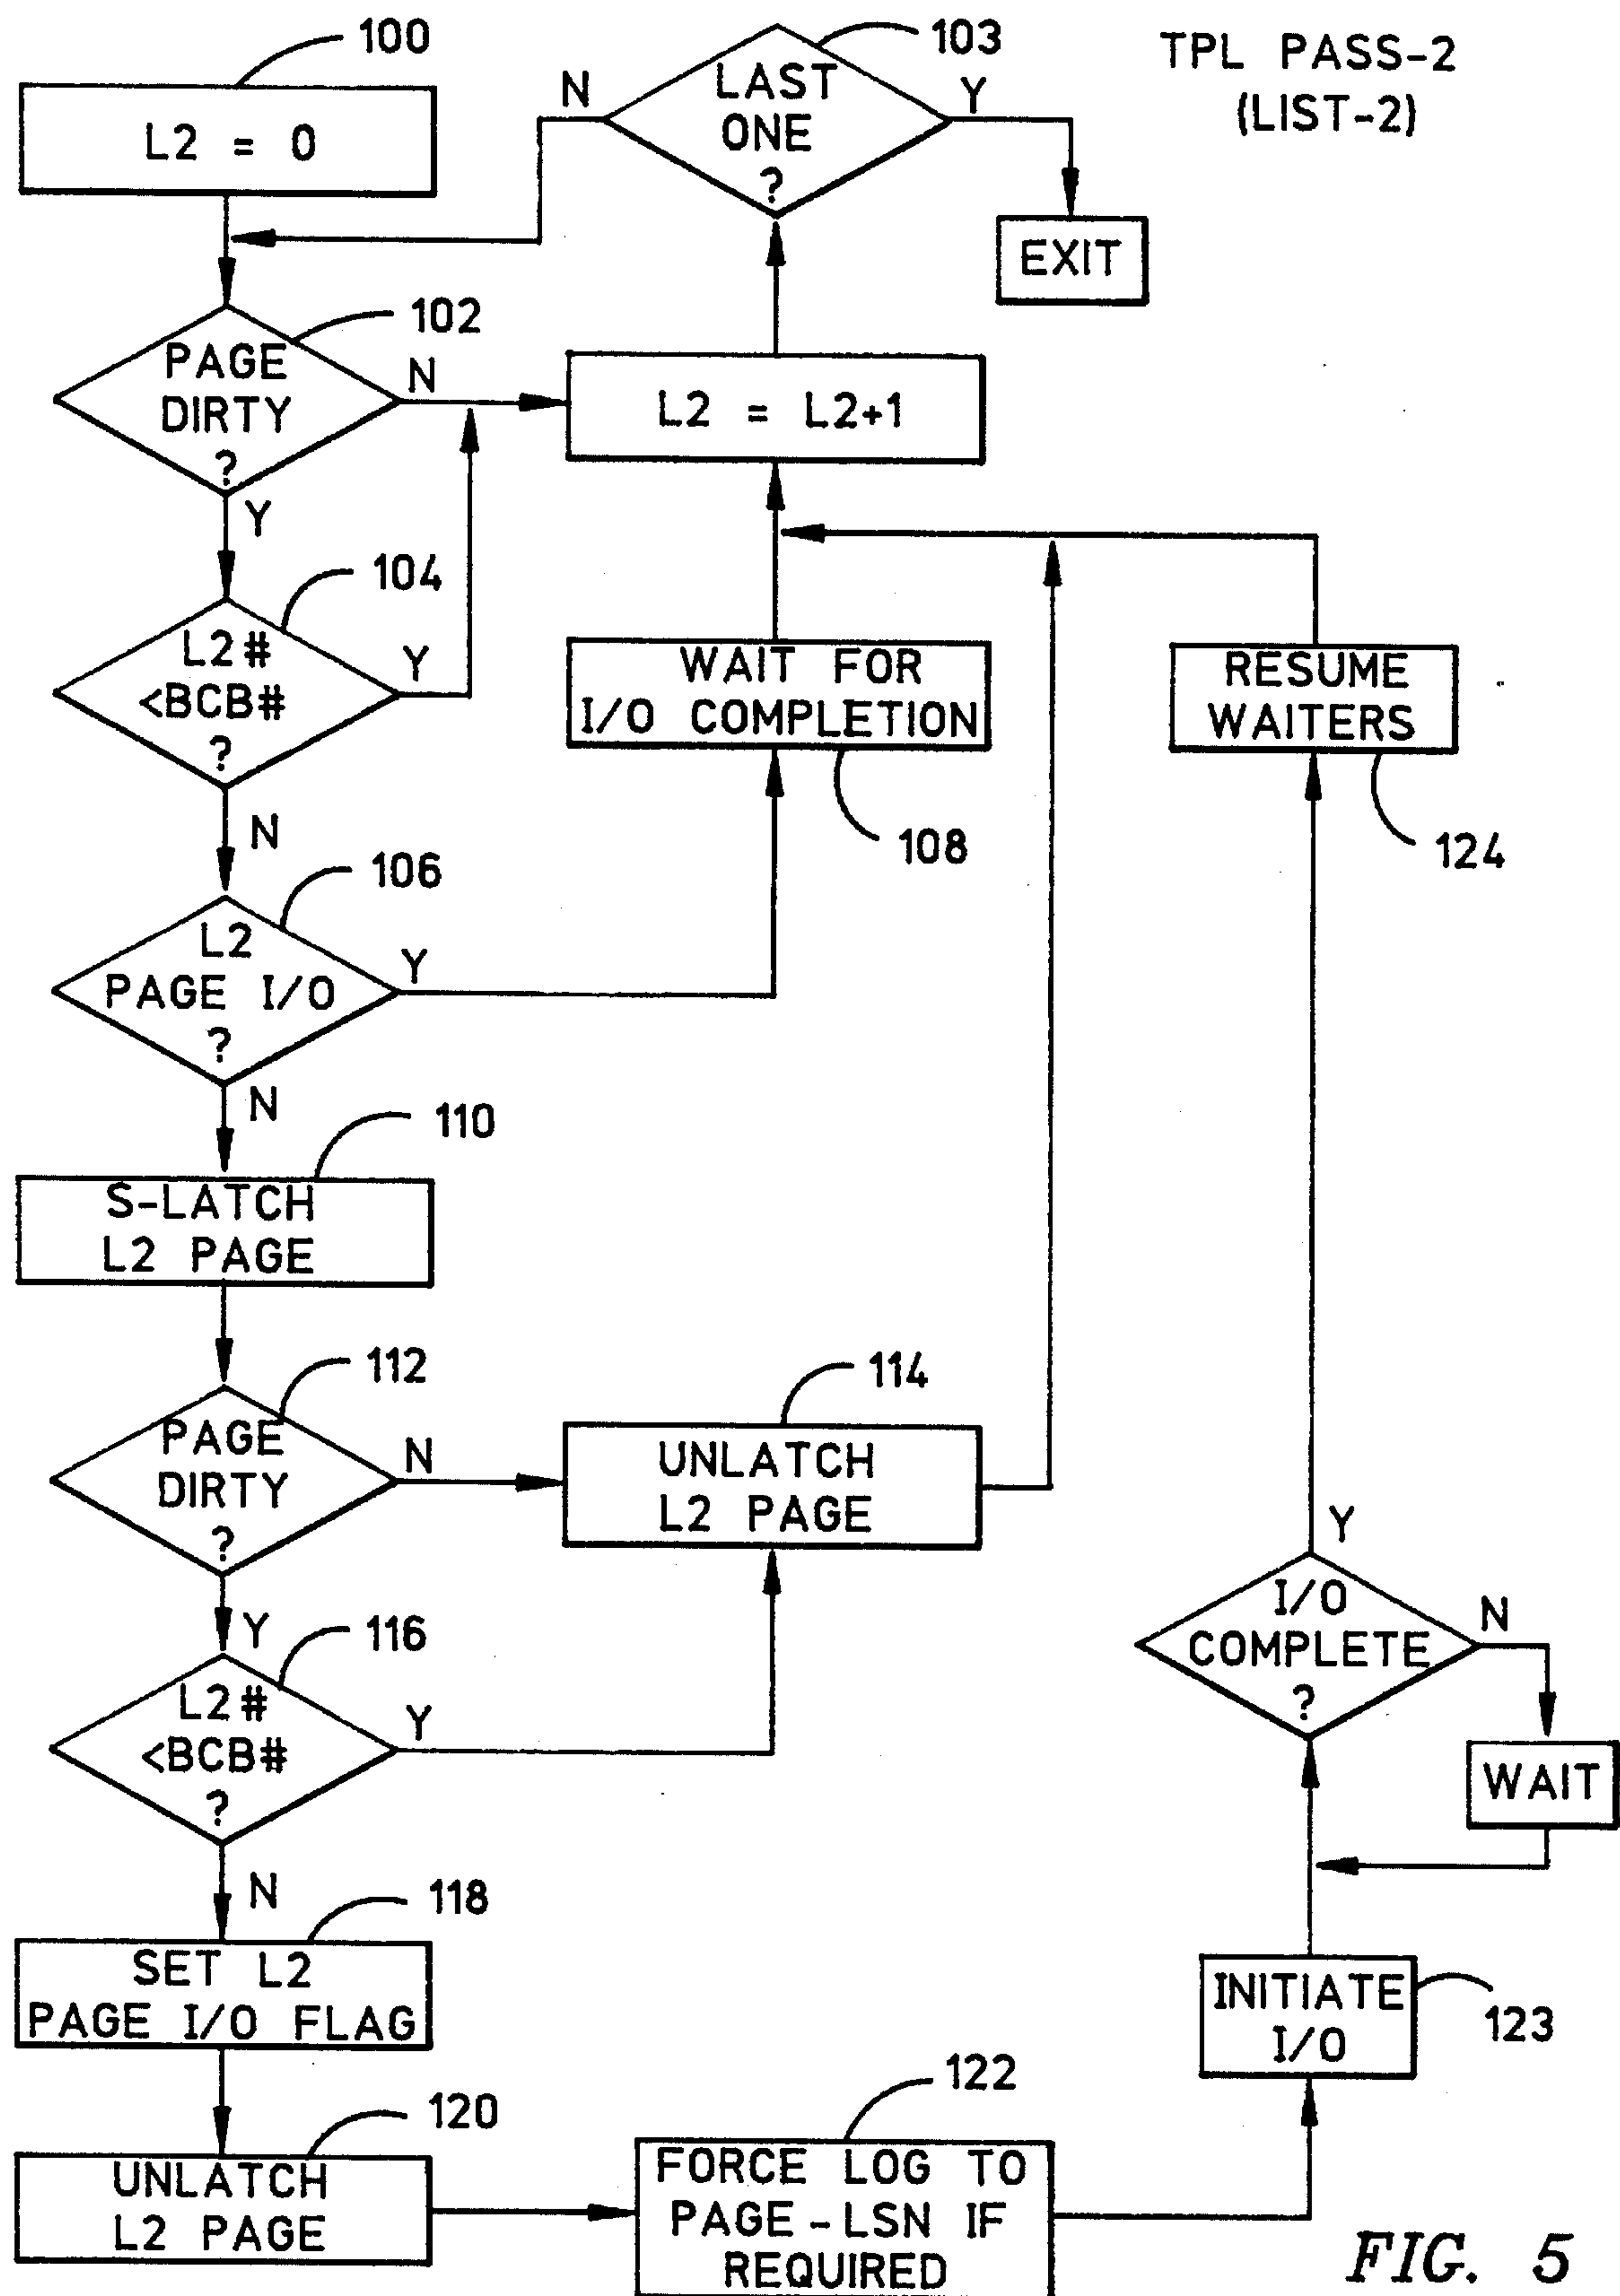 100
L2 = 0
103
LAST
ONE
?
N
Y
TPL PASS-2
(LIST-2)
EXIT
102
PAGE
DIRTY
?
N
Y
L2 = L2+1
104
L2#
<BCB#
?
Y
N
WAIT FOR
I/O COMPLETION
108
RESUME
WAITERS
124
106
L2
PAGE I/O
?
Y
N
110
S-LATCH
L2 PAGE
112
PAGE
DIRTY
?
N
Y
114
UNLATCH
L2 PAGE
116
L2#
<BCB#
?
Y
N
I/O
COMPLETE
?
Y
N
WAIT
118
SET L2
PAGE I/O FLAG
INITIATE
I/O
123
120
UNLATCH
L2 PAGE
122
FORCE LOG TO
PAGE-LSN IF
REQUIRED
FIG. 5